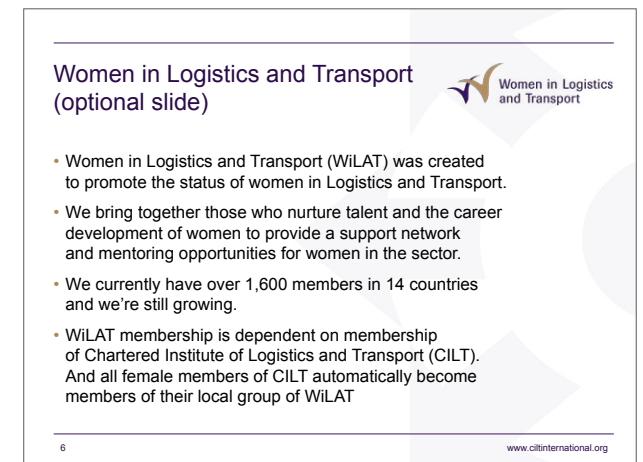 Women in Logistics and Transport
(optional slide)
Women in Logistics
and Transport
• Women in Logistics and Transport (WiLAT) was created
to promote the status of women in Logistics and Transport.
• We bring together those who nurture talent and the career
development of women to provide a support network
and mentoring opportunities for women in the sector.
• We currently have over 1,600 members in 14 countries
and we're still growing.
• WiLAT membership is dependent on membership
of Chartered Institute of Logistics and Transport (CILT).
And all female members of CILT automatically become
members of their local group of WiLAT
6
www.ciltinternational.org